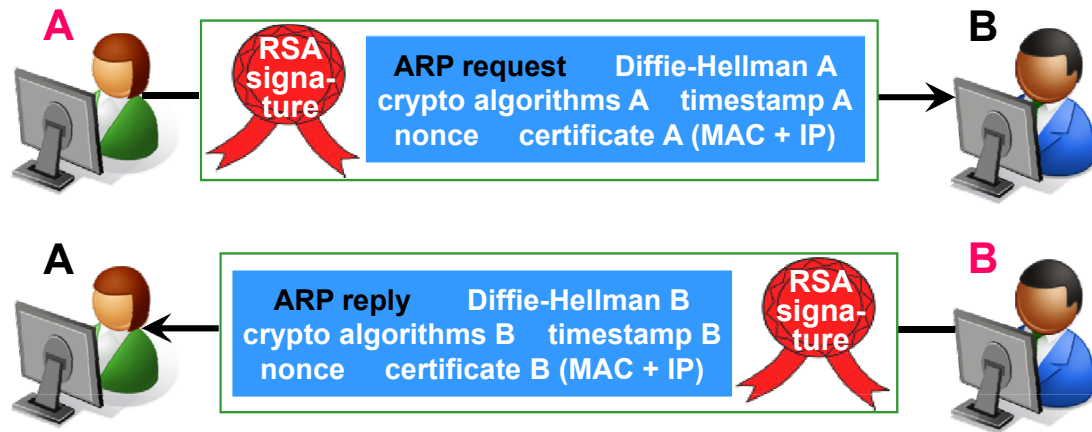 A
B
RSA
signa-
ture
ARP request Diffie-Hellman A
crypto algorithms A timestamp A
nonce certificate A (MAC + IP)
A
B
ARP reply Diffie-Hellman B
crypto algorithms B timestamp B
nonce certificate B (MAC + IP)
RSA
signa-
ture